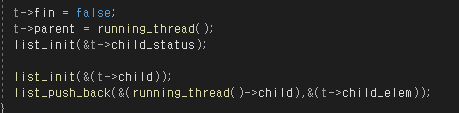 t->fin = false;
t->parent = running_thread();
list_init(&t->child_status);
list_init(&(t->child));
list_push_back(&(running_thread()->child),&(t->child_elem));
}